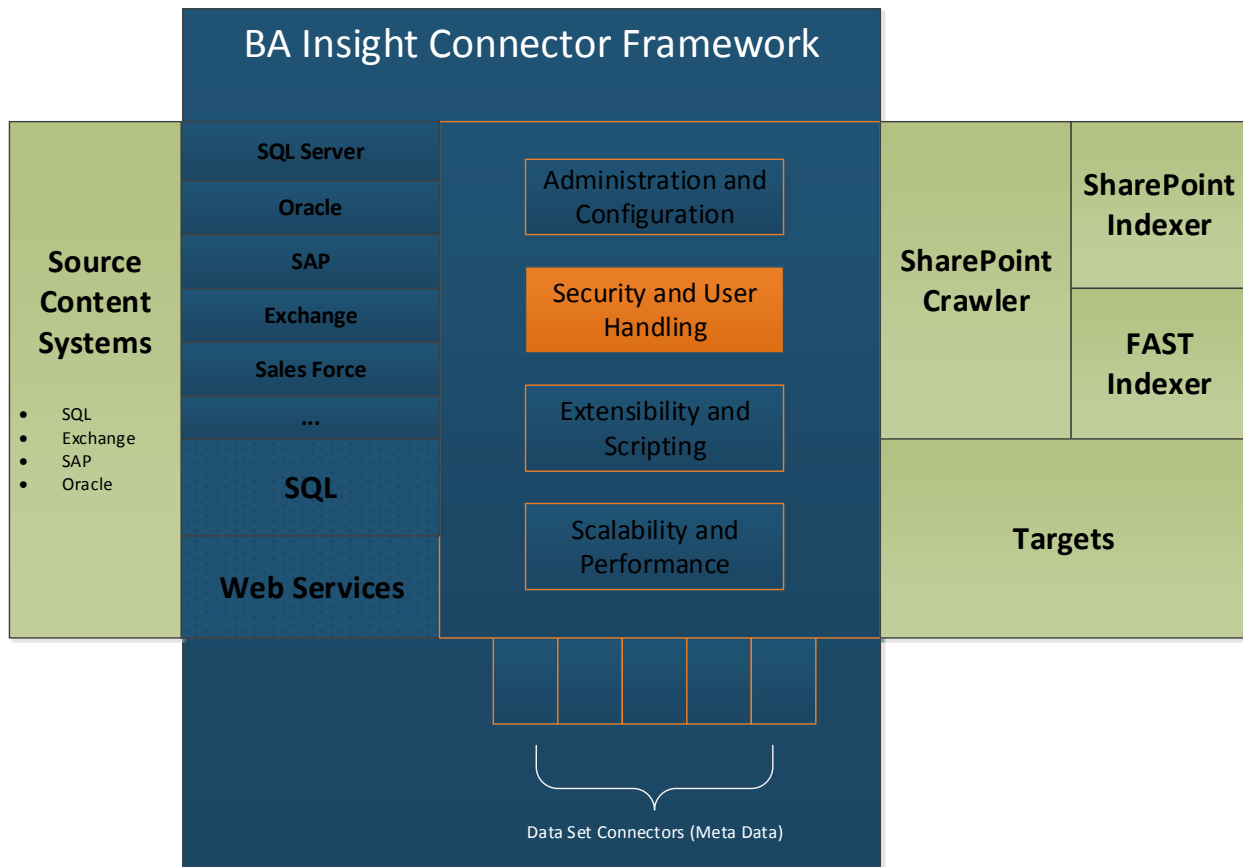 BA Insight Connector Framework
Source
Content
Systems
• SQL
• Exchange
• SAP
• Oracle
SQL Server
Oracle
SAP
Exchange
Sales Force
...
SQL
Web Services
Administration and
Configuration
Security and User
Handling
Extensibility and
Scripting
Scalability and
Performance
SharePoint
Crawler
SharePoint
Indexer
FAST
Indexer
Targets
Data Set Connectors (Meta Data)